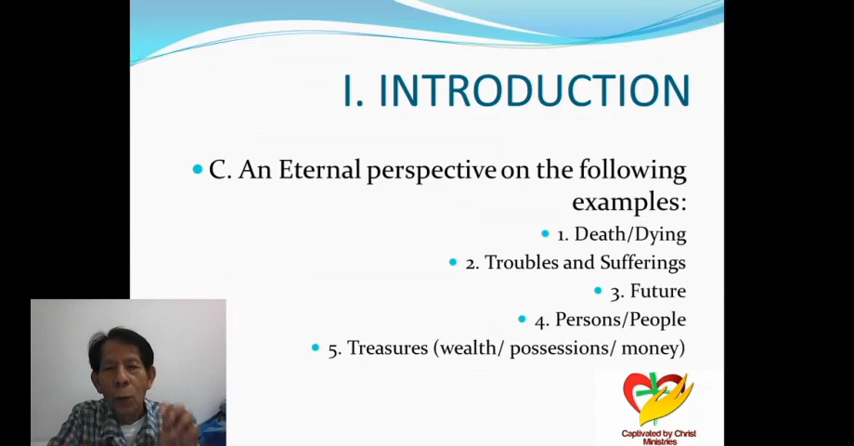 I. INTRODUCTION
• C. An Eternal perspective on the following
examples:
• 1. Death/Dying
• 2. Troubles and Sufferings
• 3. Future
• 4. Persons/People
• 5. Treasures (wealth/ possessions/ money)
Captivated by Christ
Ministries